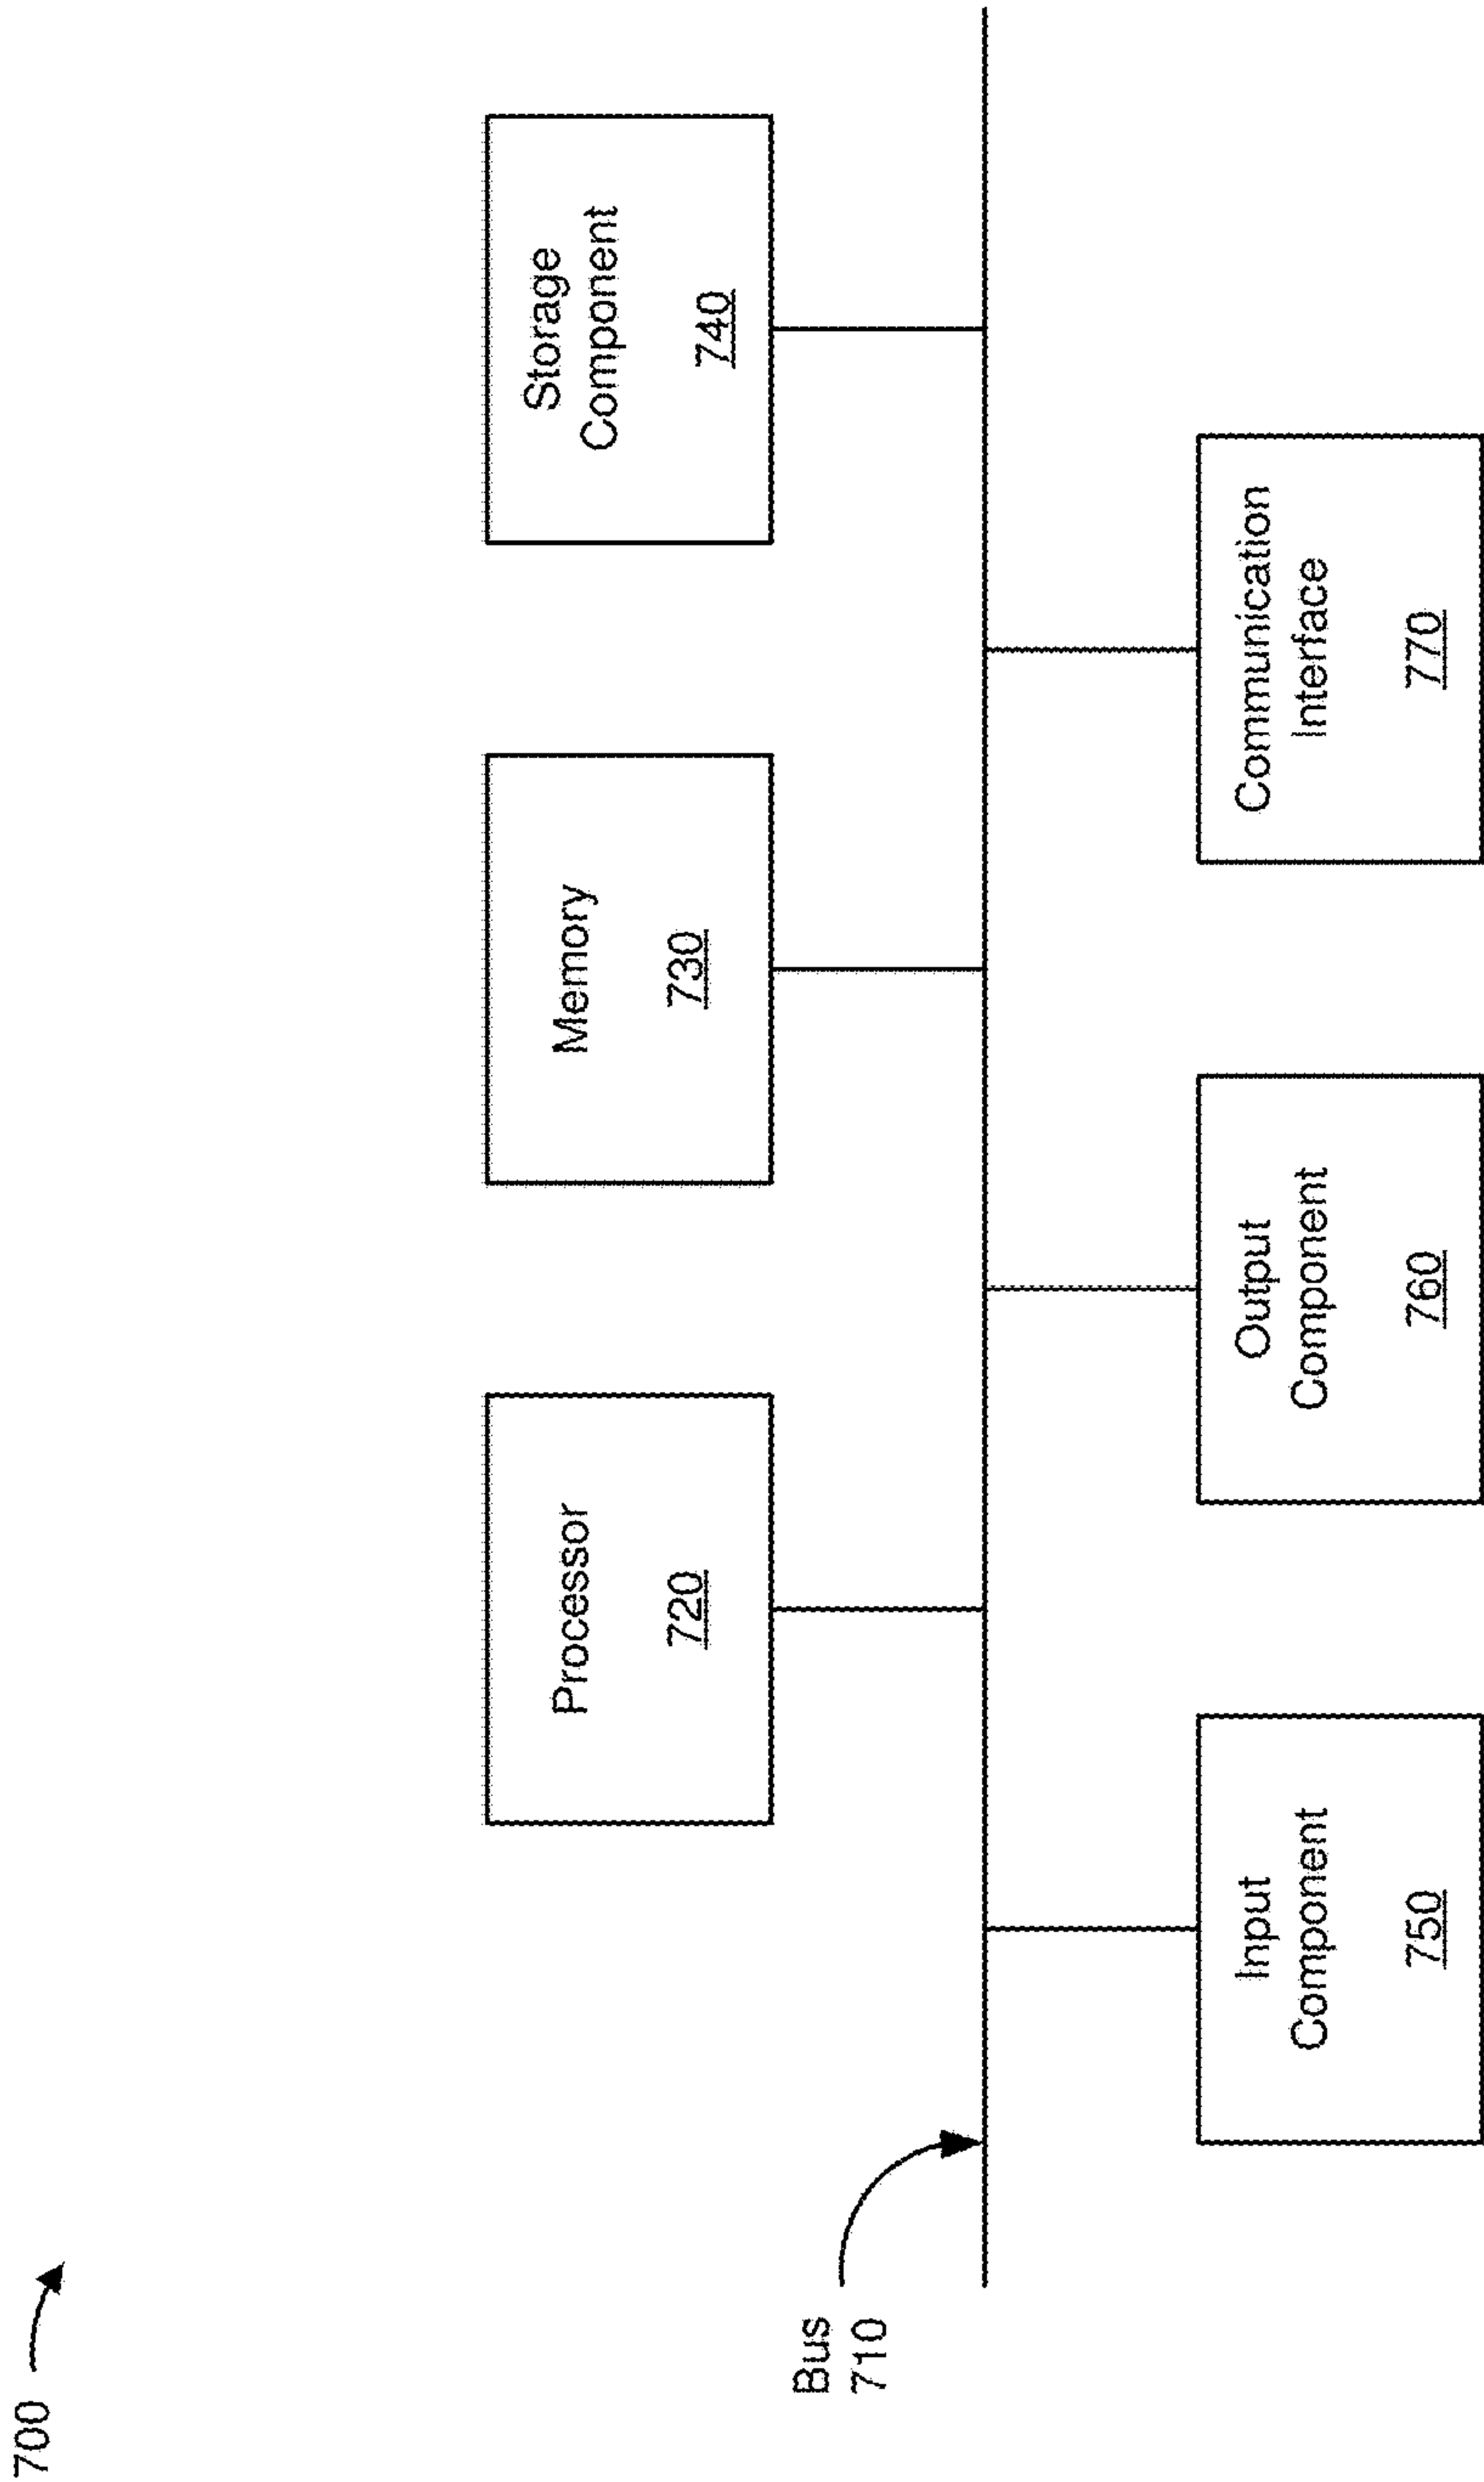 700
Processor
720
Memory
730
Storage
Component
740
Bus
710
Input
Component
750
Output
Component
760
Communication
Interface
770